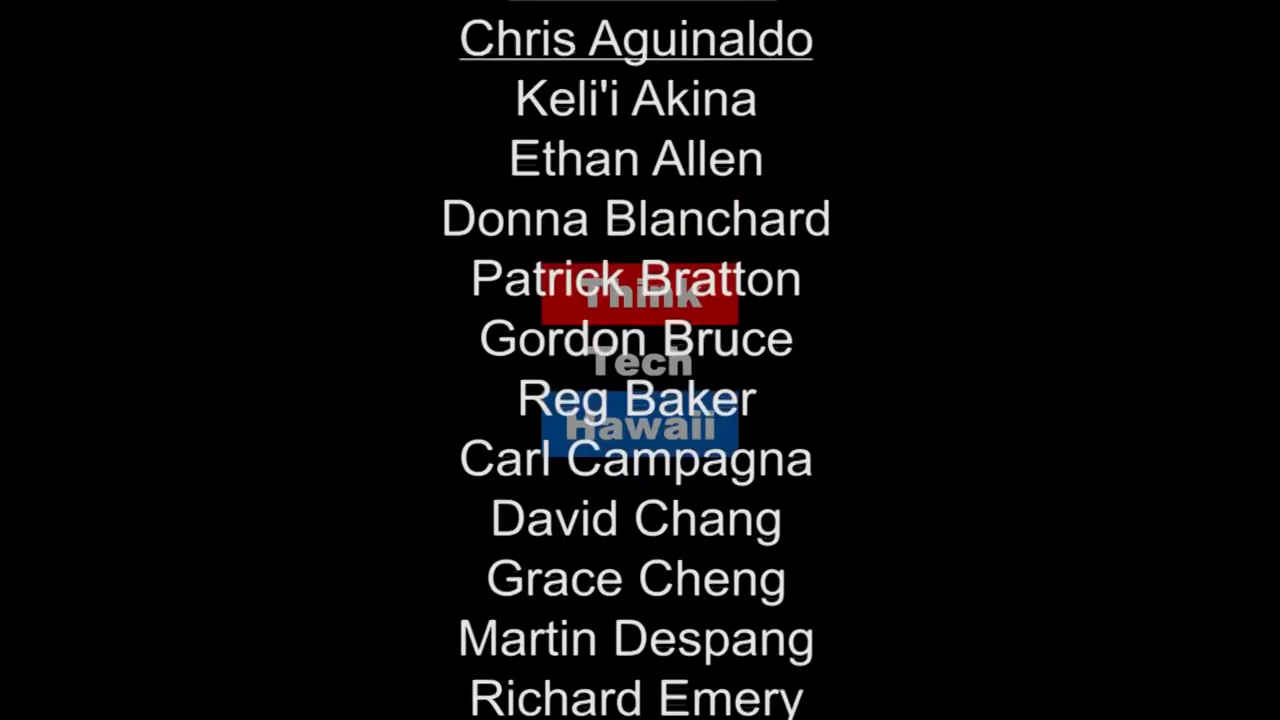 Chris Aguinaldo
Keli'i Akina
Ethan Allen
Donna Blanchard
Patrick Bratton
Think
Gordon Bruce
Tech
Reg Baker
Hawaii
Carl Campagna
David Chang
Grace Cheng
Martin Despang
Richard Emery